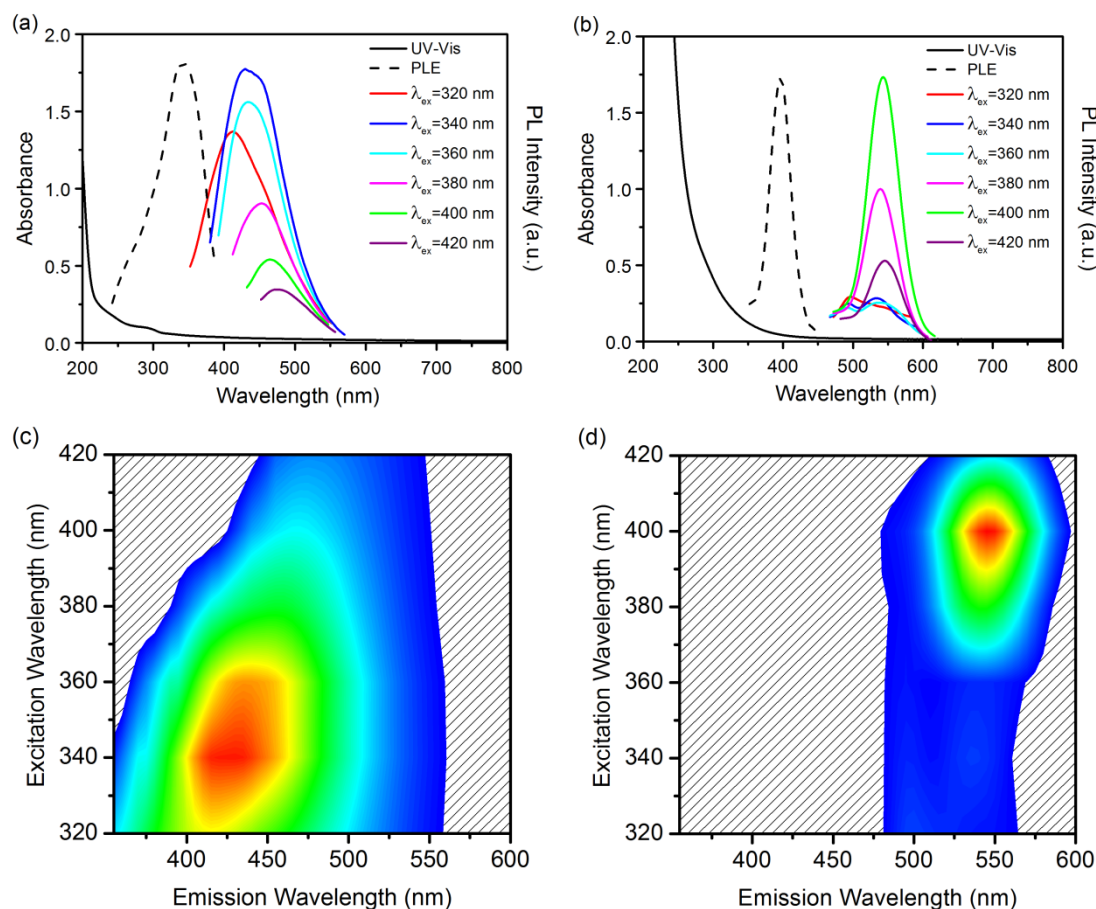 (a)
2.0
1.5
1.0
0.5
0.0
200 300 400 500 600 700 800
Absorbance
Wavelength (nm)
PL Intensity (a.u.)
UV-Vis
PLE
λex=320 nm
λex=340 nm
λex=360 nm
λex=380 nm
λex=400 nm
λex=420 nm
(b)
2.0
1.5
1.0
0.5
0.0
200 300 400 500 600 700 800
Absorbance
Wavelength (nm)
PL Intensity (a.u.)
UV-Vis
PLE
λex=320 nm
λex=340 nm
λex=360 nm
λex=380 nm
λex=400 nm
λex=420 nm
(c)
420
400
380
360
340
320
400 450 500 550 600
Excitation Wavelength (nm)
Emission Wavelength (nm)
(d)
420
400
380
360
340
320
400 450 500 550 600
Excitation Wavelength (nm)
Emission Wavelength (nm)